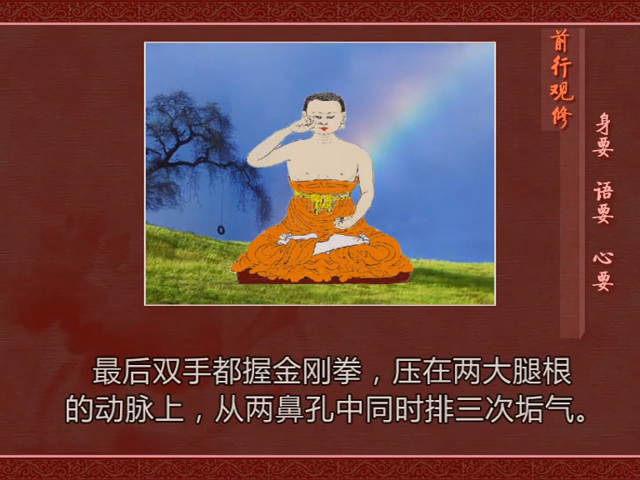 前行观修
身要 语要 心要
最后双手都握金刚拳，压在两大腿根
的动脉上，从两鼻孔中同时排三次垢气。